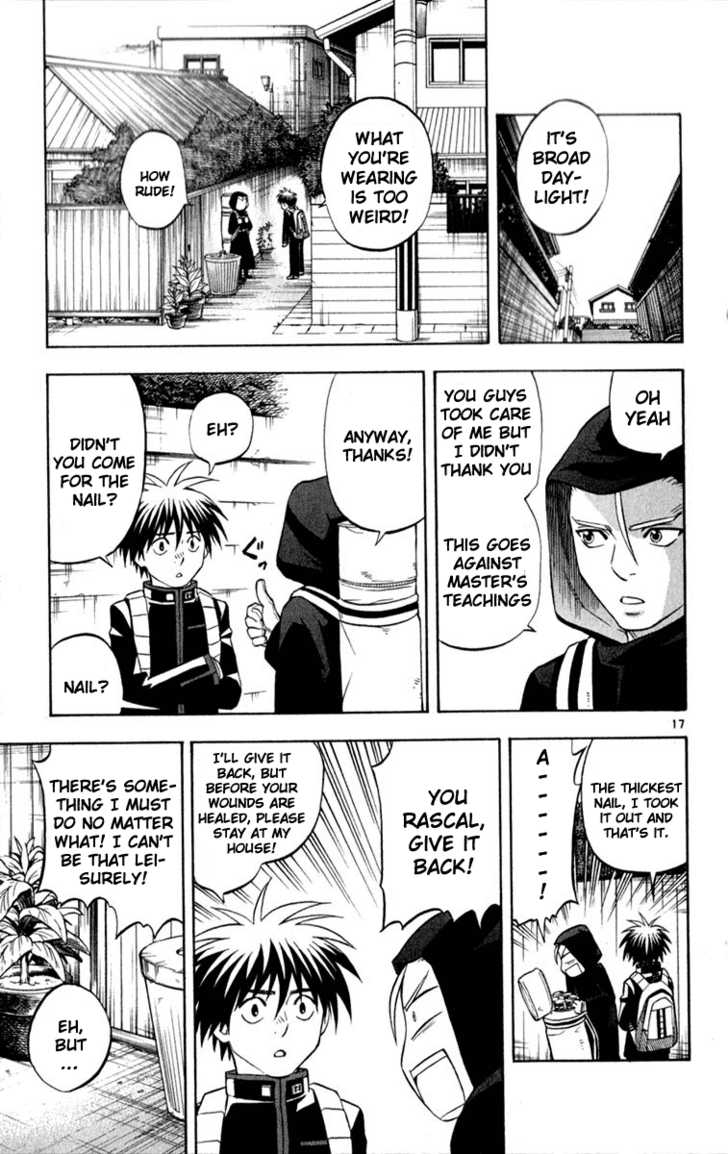 IT'S
BROAD
DAY-
LIGHT!
WHAT
YOU'RE
WEARING
IS TOO
WEIRD!
HOW
RUDE!
OH
YEAH
YOU GUYS
TOOK CARE
OF ME BUT
I DIDN'T
THANK YOU
THIS GOES
AGAINST
MASTER'S
TEACHINGS
ANYWAY,
THANKS!
ぐっ
EH?
DIDN'T
YOU COME
FOR THE
NAIL?
NAIL?
17
THE THICKEST
NAIL, I TOOK
IT OUT AND
THAT'S IT.
A
-
-
-
-
-
!
YOU
RASCAL,
GIVE IT
BACK!
I'LL GIVE IT
BACK, BUT
BEFORE YOUR
WOUNDS ARE
HEALED, PLEASE
STAY AT MY
HOUSE!
THERE'S SOME-
THING I MUST
DO NO MATTER
WHAT! I CAN'T
BE THAT LEI-
SURELY!
EH,
BUT
...